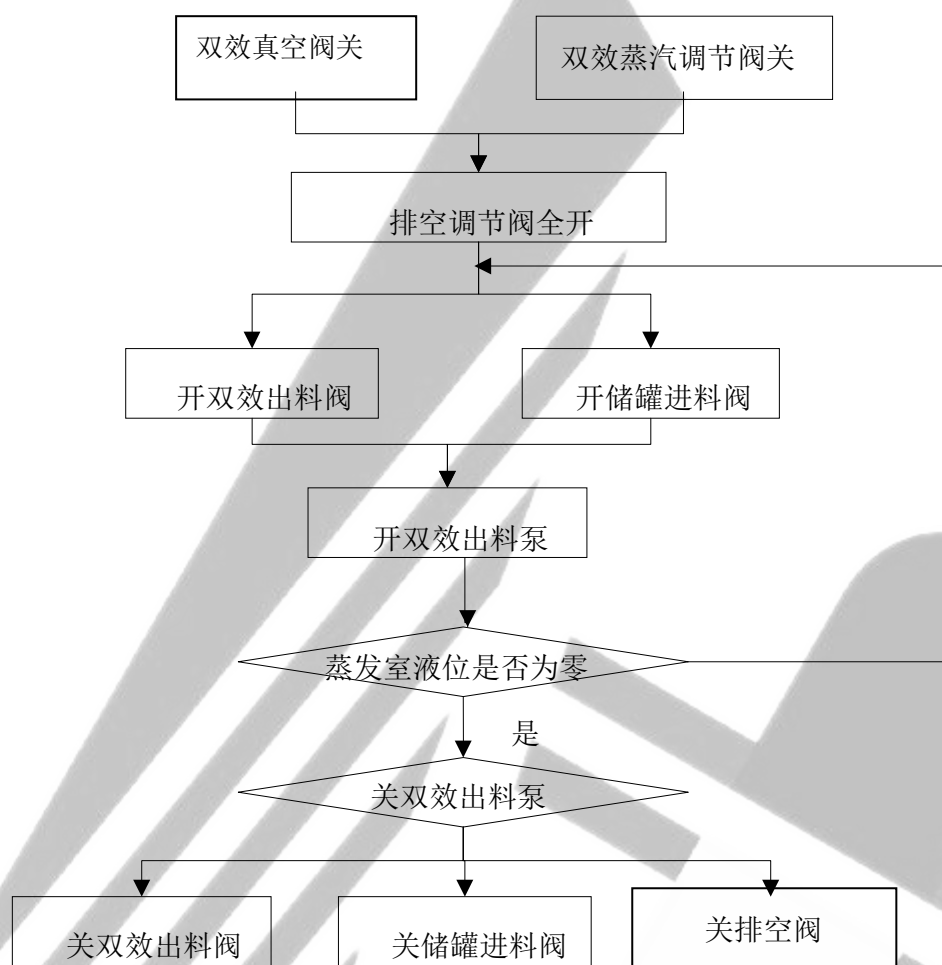 双效真空阀关
双效蒸汽调节阀关
排空调节阀全开
开双效出料阀
开储罐进料阀
开双效出料泵
蒸发室液位是否为零
是
关双效出料泵
关双效出料阀
关储罐进料阀
关排空阀